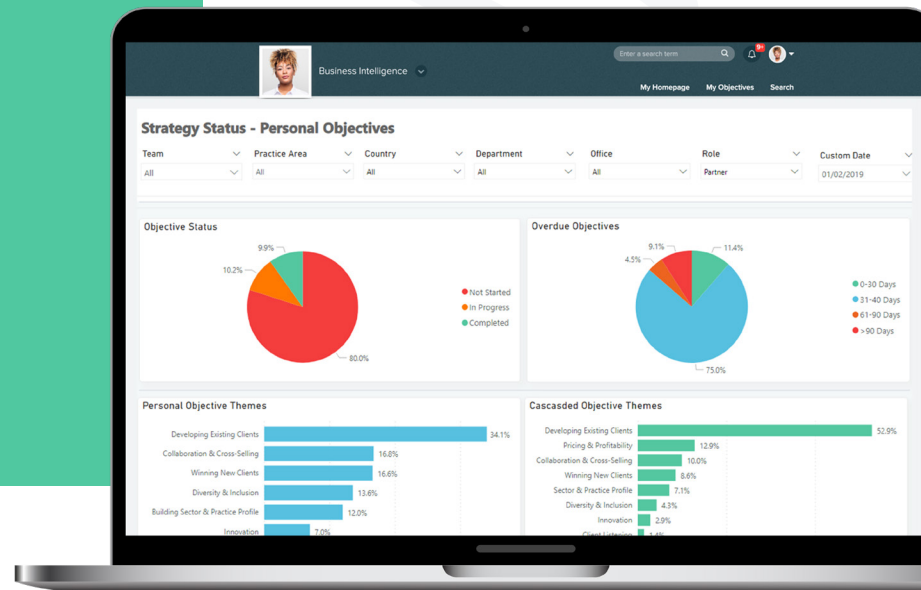 Enter a search term
9+
Business Intelligence
My Homepage My Objectives Search
Strategy Status - Personal Objectives
Team Practice Area Country Department Office Role Custom Date
All All All All All Partner 01/02/2019
Objective Status
9.9%
10.2%
80.0%
Not Started
In Progress
Completed
Overdue Objectives
9.1% 11.4%
4.5%
75.0%
0-30 Days
31-40 Days
61-90 Days
>90 Days
Personal Objective Themes
Developing Existing Clients 34.1%
Collaboration & Cross-Selling 16.8%
Winning New Clients 16.6%
Diversity & Inclusion 13.6%
Building Sector & Practice Profile 12.0%
Innovation 7.0%
Cascasded Objective Themes
Developing Existing Clients 52.9%
Pricing & Profitability 12.9%
Collaboration & Cross-Selling 10.0%
Winning New Clients 8.6%
Sector & Practice Profile 7.1%
Diversity & Inclusion 4.3%
Innovation 2.9%
Client Listening 1.4%